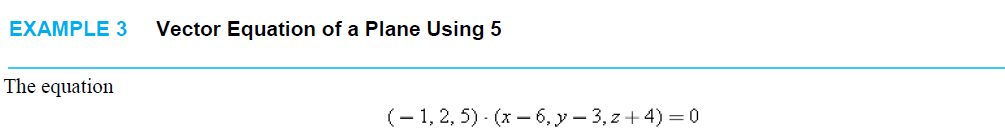 EXAMPLE 3 Vector Equation of a Plane Using 5
The equation
( – 1, 2, 5) · (x – 6, y – 3, z + 4) = 0